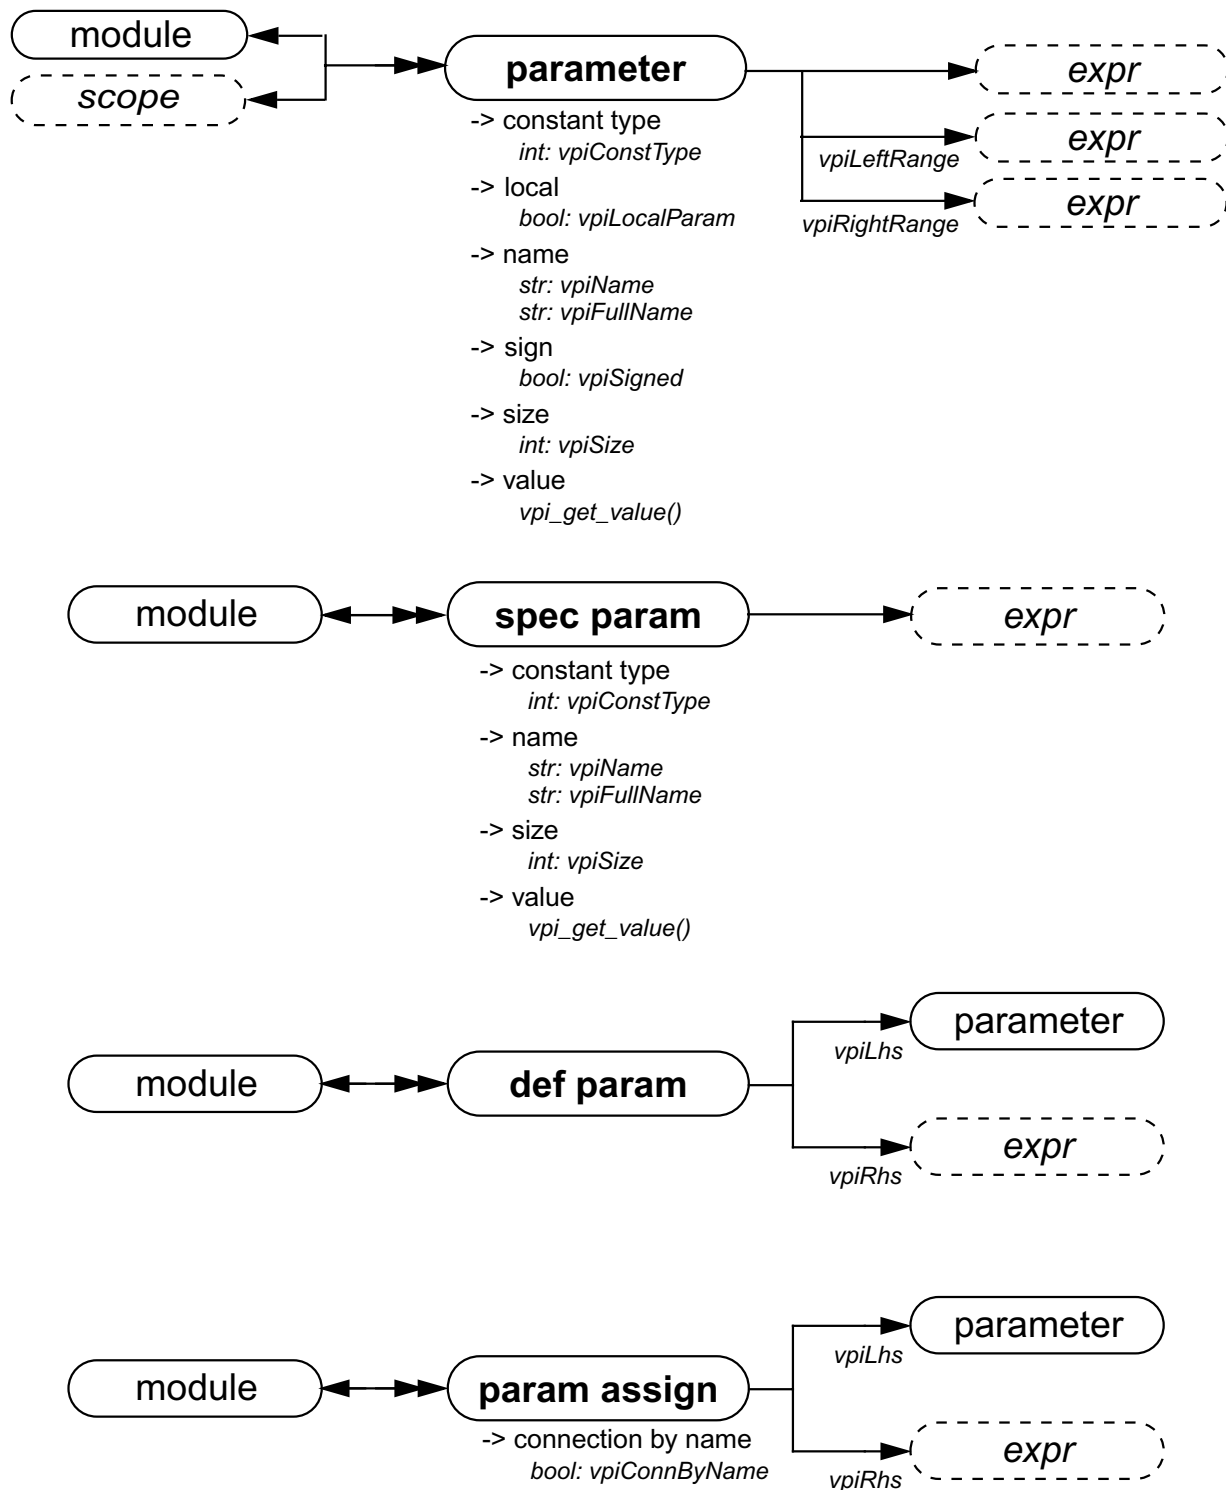 module
parameter
expr
scope
-> constant type
int: vpiConstType
vpiLeftRange
expr
-> local
bool: vpiLocalParam
vpiRightRange
expr
-> name
str: vpiName
str: vpiFullName
-> sign
bool: vpiSigned
-> size
int: vpiSize
-> value
vpi_get_value()
module
spec param
expr
-> constant type
int: vpiConstType
-> name
str: vpiName
str: vpiFullName
-> size
int: vpiSize
-> value
vpi_get_value()
module
def param
vpiLhs
parameter
vpiRhs
expr
module
param assign
vpiLhs
parameter
-> connection by name
bool: vpiConnByName
vpiRhs
expr